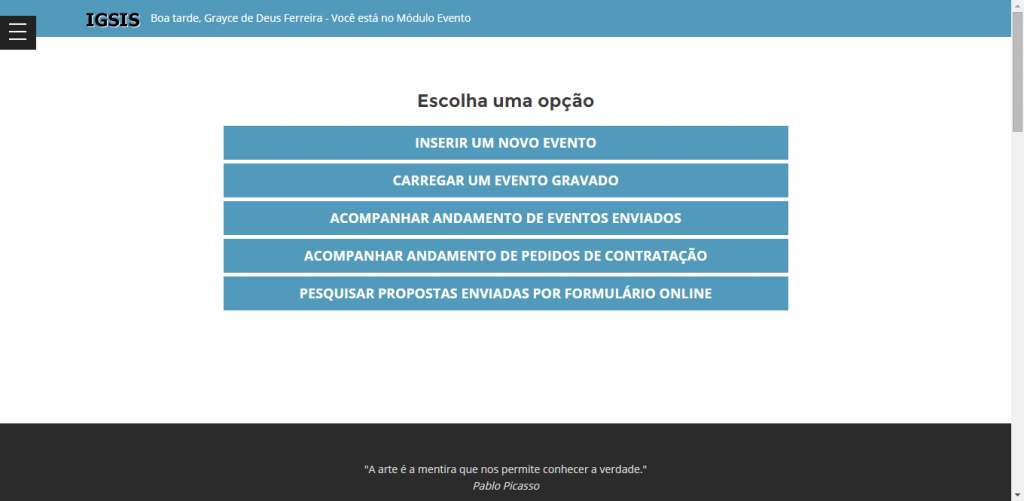 IGSIS Boa tarde, Grayce de Deus Ferreira - Você está no Módulo Evento
Escolha uma opção
INSERIR UM NOVO EVENTO
CARREGAR UM EVENTO GRAVADO
ACOMPANHAR ANDAMENTO DE EVENTOS ENVIADOS
ACOMPANHAR ANDAMENTO DE PEDIDOS DE CONTRATAÇÃO
PESQUISAR PROPOSTAS ENVIADAS POR FORMULÁRIO ONLINE
"A arte é a mentira que nos permite conhecer a verdade."
Pablo Picasso